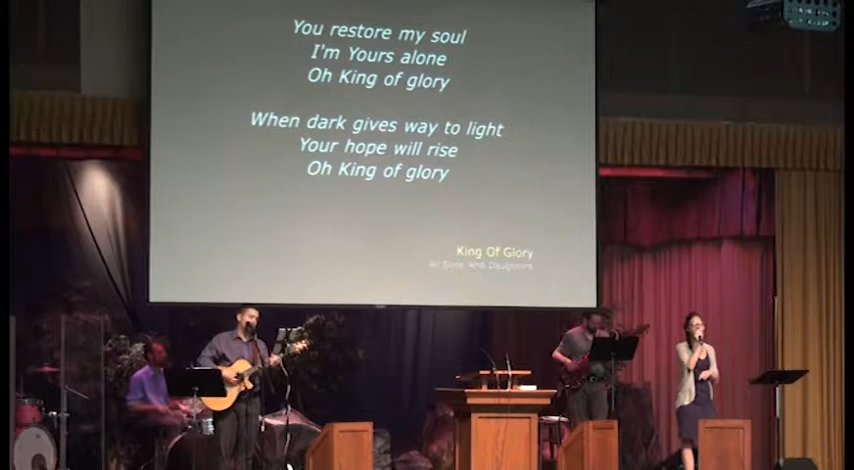 You restore my soul
I'm Yours alone
Oh King of glory
When dark gives way to light
Your hope will rise
Oh King of glory
King Of Glory
All Sons And Daughters